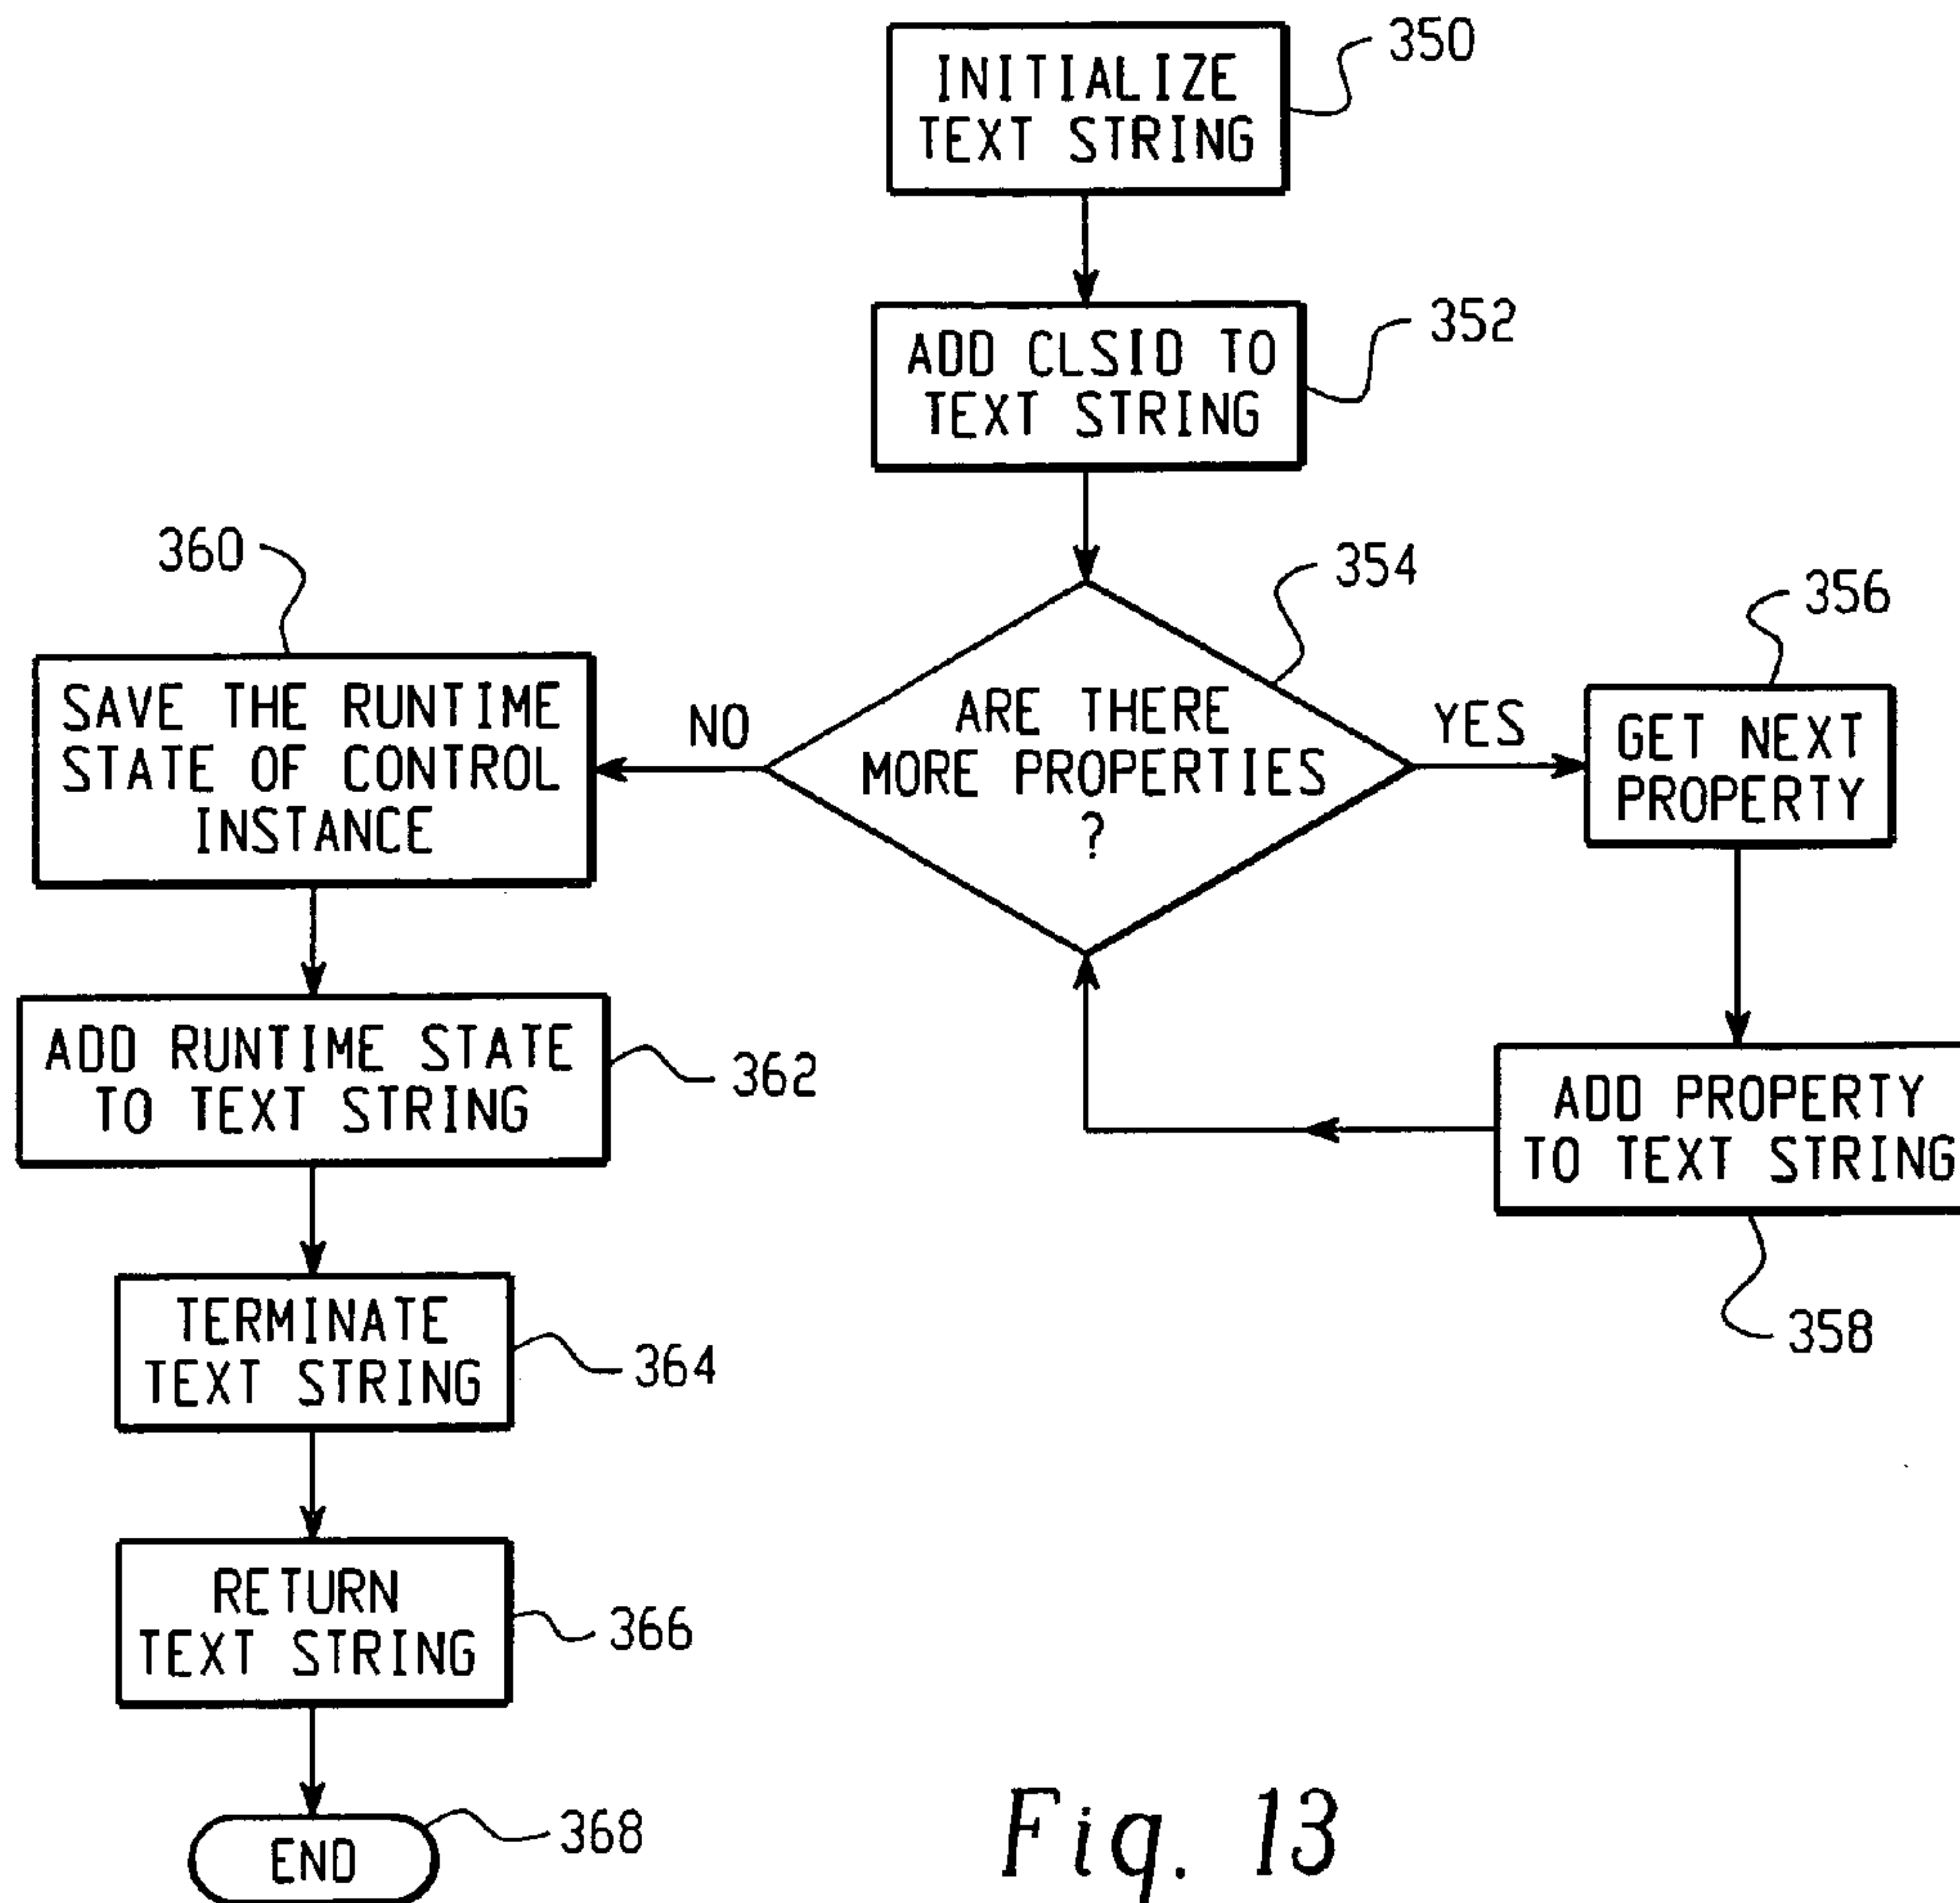 350
INITIALIZE
TEXT STRING
352
ADD CLSID TO
TEXT STRING
354
ARE THERE
MORE PROPERTIES
?
NO
YES
356
GET NEXT
PROPERTY
ADD PROPERTY
TO TEXT STRING
358
360
SAVE THE RUNTIME
STATE OF CONTROL
INSTANCE
ADD RUNTIME STATE
TO TEXT STRING
362
TERMINATE
TEXT STRING
364
RETURN
TEXT STRING
366
END
368
Fig. 13